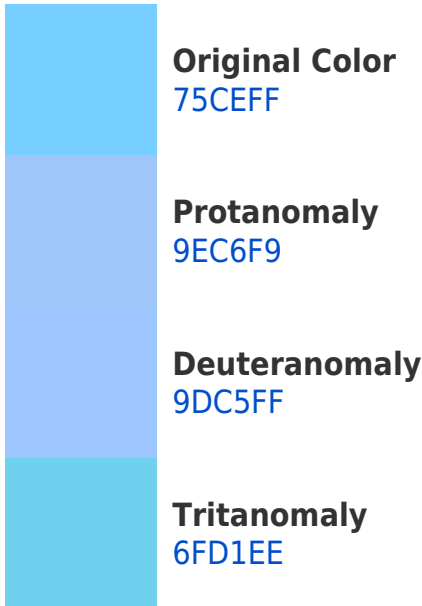 Original Color
75CEFF
Protanomaly
9EC6F9
Deuteranomaly
9DC5FF
Tritanomaly
6FD1EE